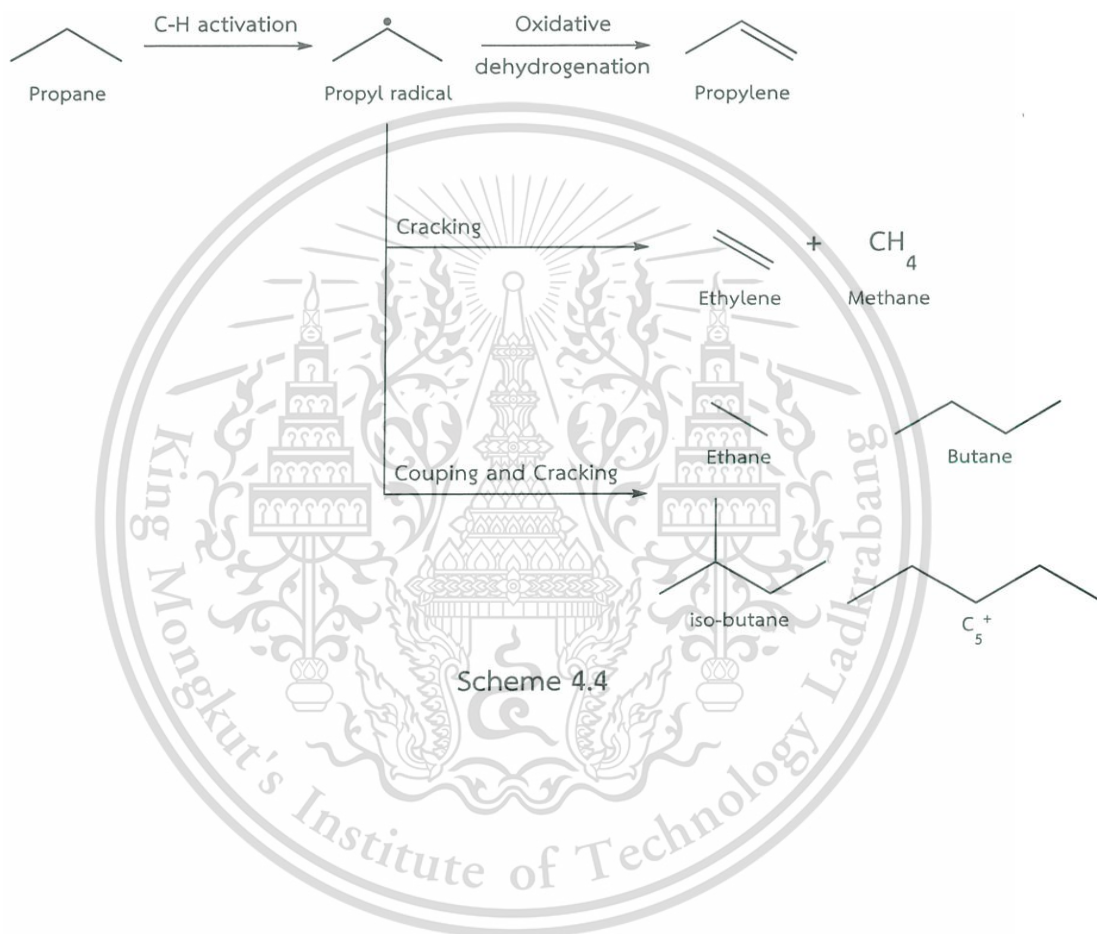 C-H activation
Oxidative
dehydrogenation
Propane
Propyl radical
Propylene
Cracking
+
CH4
Ethylene
Methane
Ethane
Butane
Couping and Cracking
iso-butane
C5+
Scheme 4.4
King Mongkut's Institute of Technology Ladkrabang